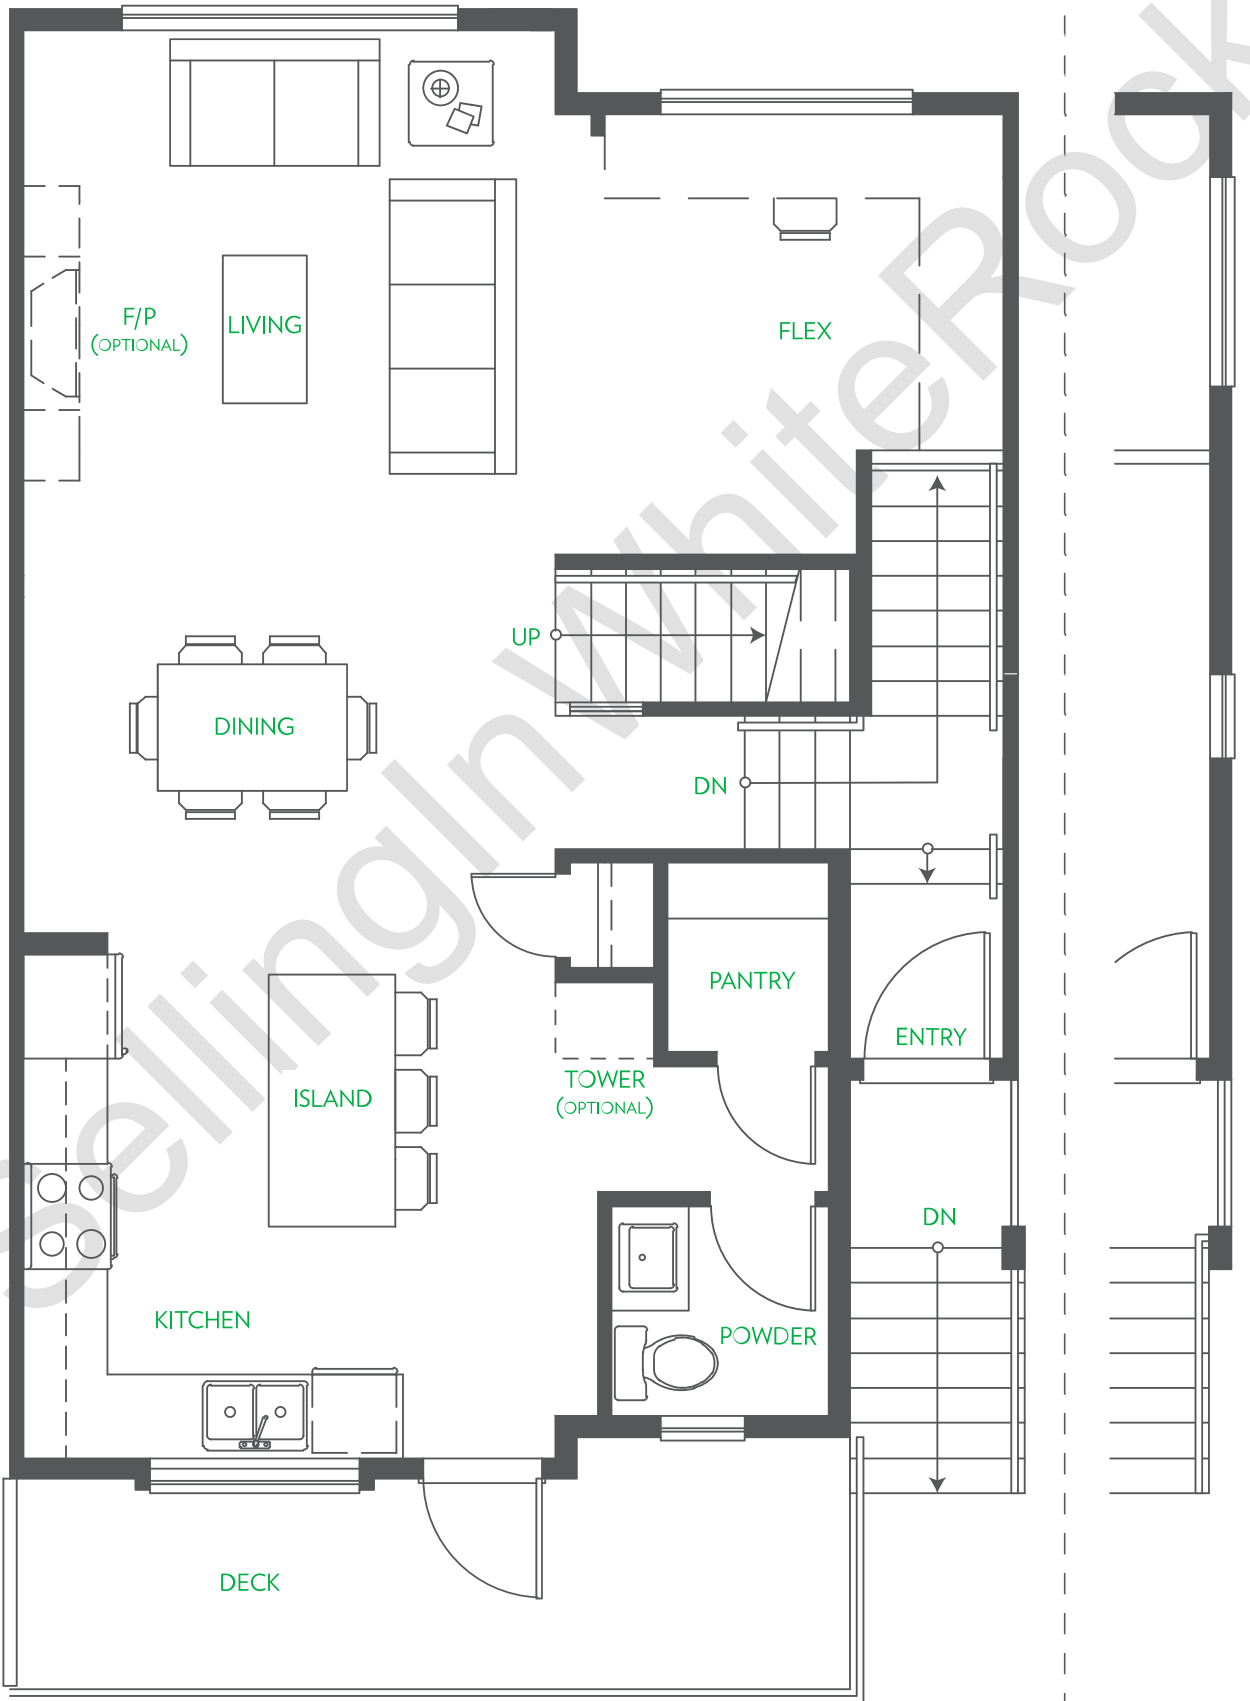 F/P
(OPTIONAL)
LIVING
FLEX
UP
DINING
DN
PANTRY
ENTRY
TOWER
(OPTIONAL)
ISLAND
DN
KITCHEN
POWDER
DECK
SellingInWhiteRock